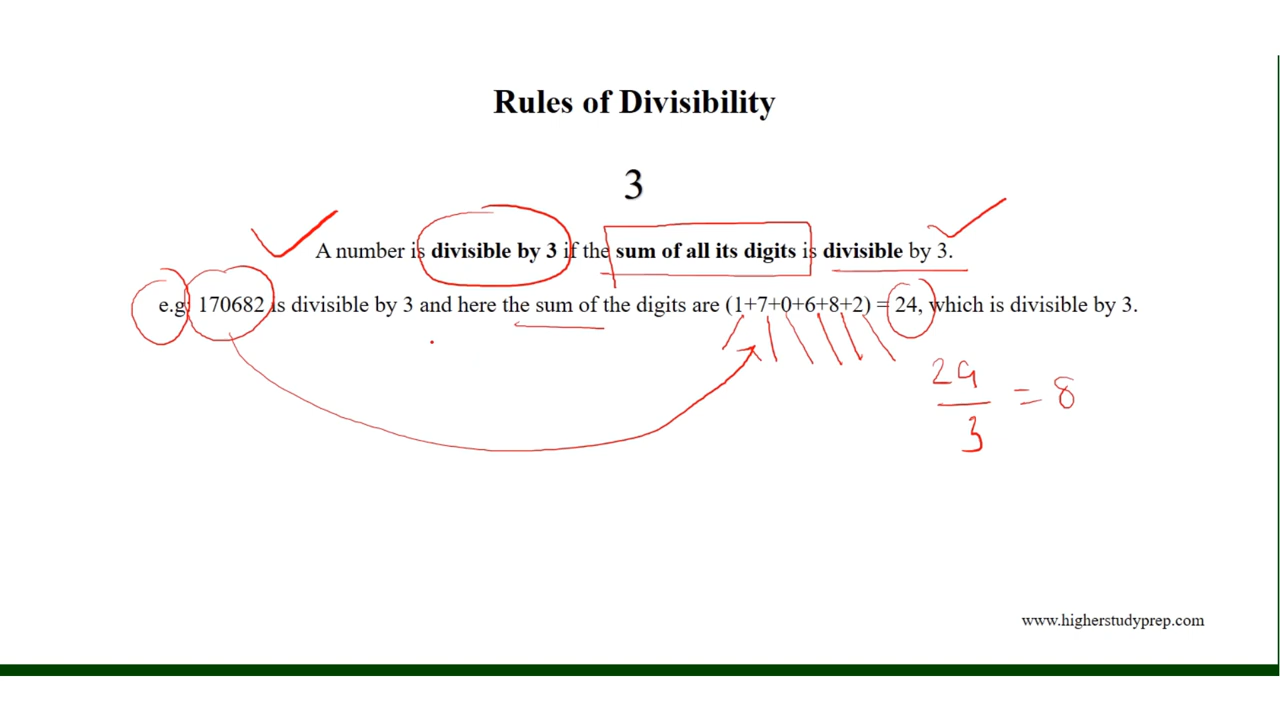 Rules of Divisibility
3
A number is divisible by 3 if the sum of all its digits is divisible by 3.
e.g. 170682 is divisible by 3 and here the sum of the digits are (1+7+0+6+8+2) = 24, which is divisible by 3.
24
3
= 8
www.higherstudyprep.com